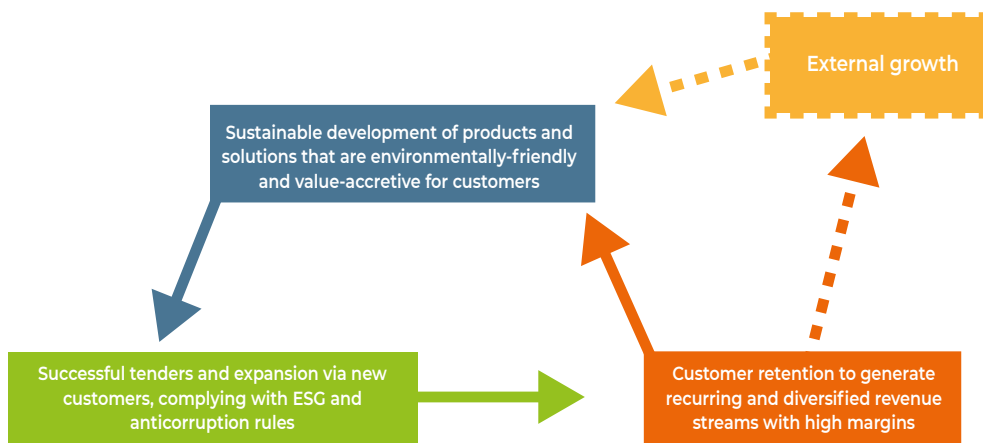 External growth
Sustainable development of products and
solutions that are environmentally-friendly
and value-accretive for customers
Successful tenders and expansion via new
customers, complying with ESG and
anticorruption rules
Customer retention to generate
recurring and diversified revenue
streams with high margins